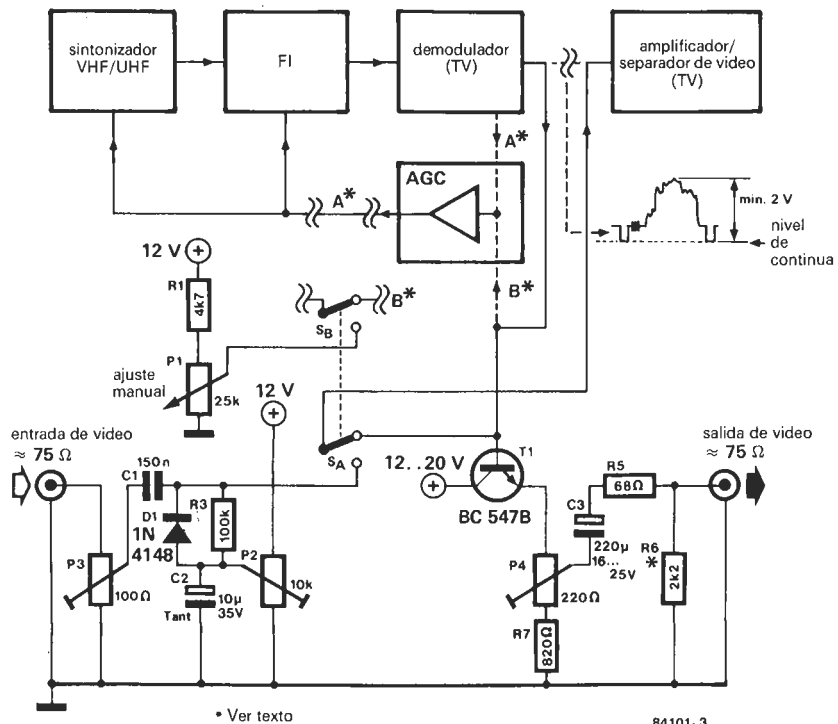 sintonizador
VHF/UHF
FI
demodulador
(TV)
amplificador/
separador de video
(TV)
A*
AGC
A*
min. 2 V
nivel
de
continua
12 V
R1
4k7
B*
SB
B*
P1
ajuste
manual
25k
12 V
entrada de video
≈ 75 Ω
SA
T1
salida de video
≈ 75 Ω
12..20 V
BC 547B
C1
150n
R5
68Ω
D1
1N
4148
R3
100k
C3
220µ
16...
25V
P3
100Ω
C2
10µ
35V
Tant
P2
10k
P4
220Ω
R6
*
2k2
R7
820Ω
* Ver texto
84101-3